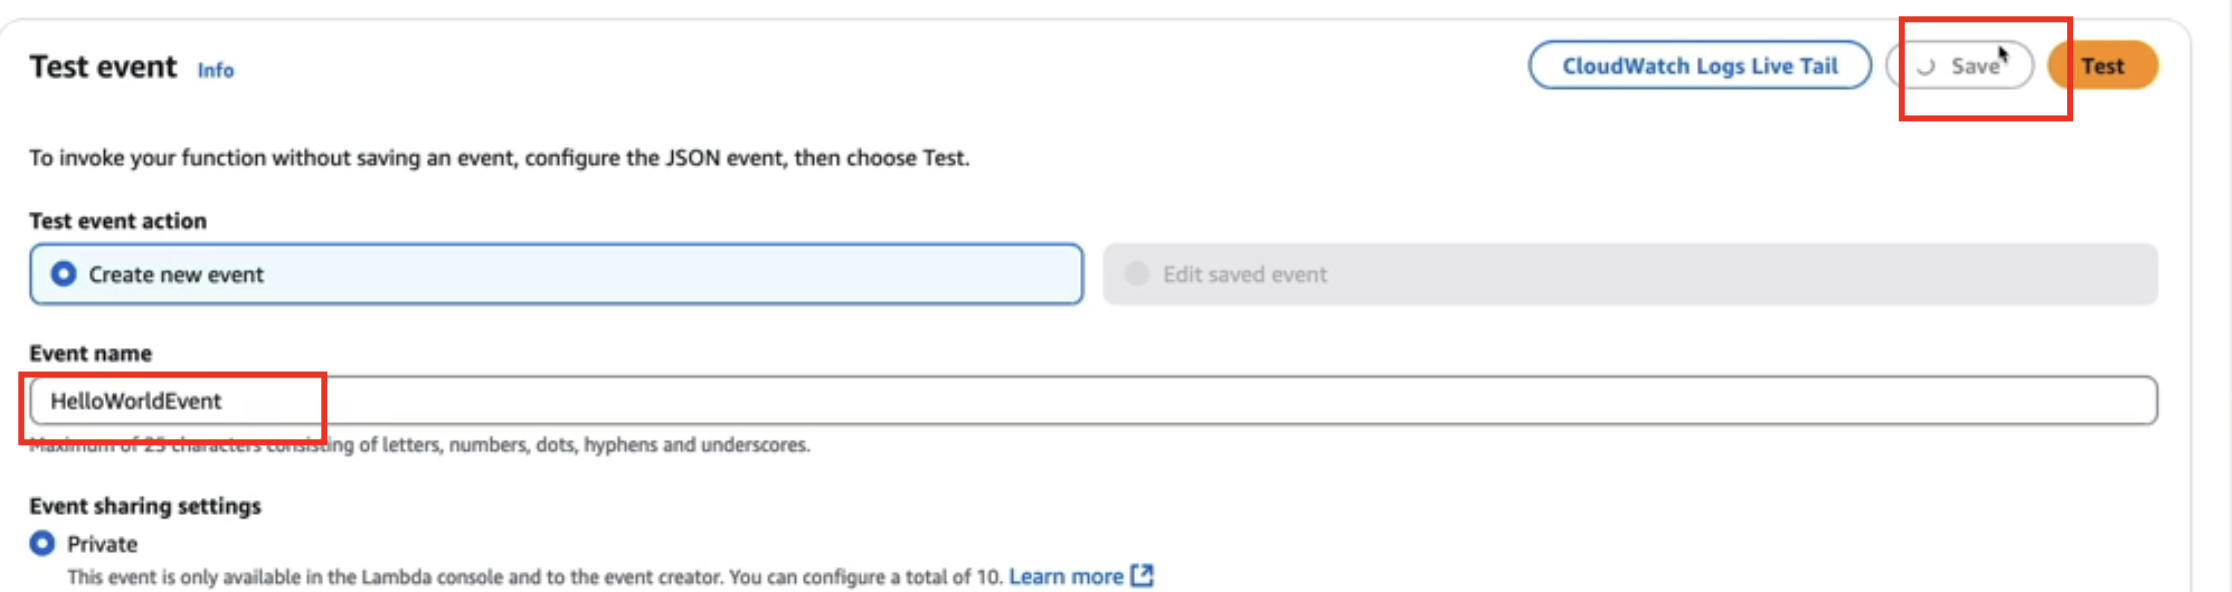 Test event Info CloudWatch Logs Live Tail Save Test
To invoke your function without saving an event, configure the JSON event, then choose Test.
Test event action
Create new event Edit saved event
Event name
HelloWorldEvent
Maximum of 25 characters consisting of letters, numbers, dots, hyphens and underscores.
Event sharing settings
Private
This event is only available in the Lambda console and to the event creator. You can configure a total of 10. Learn more